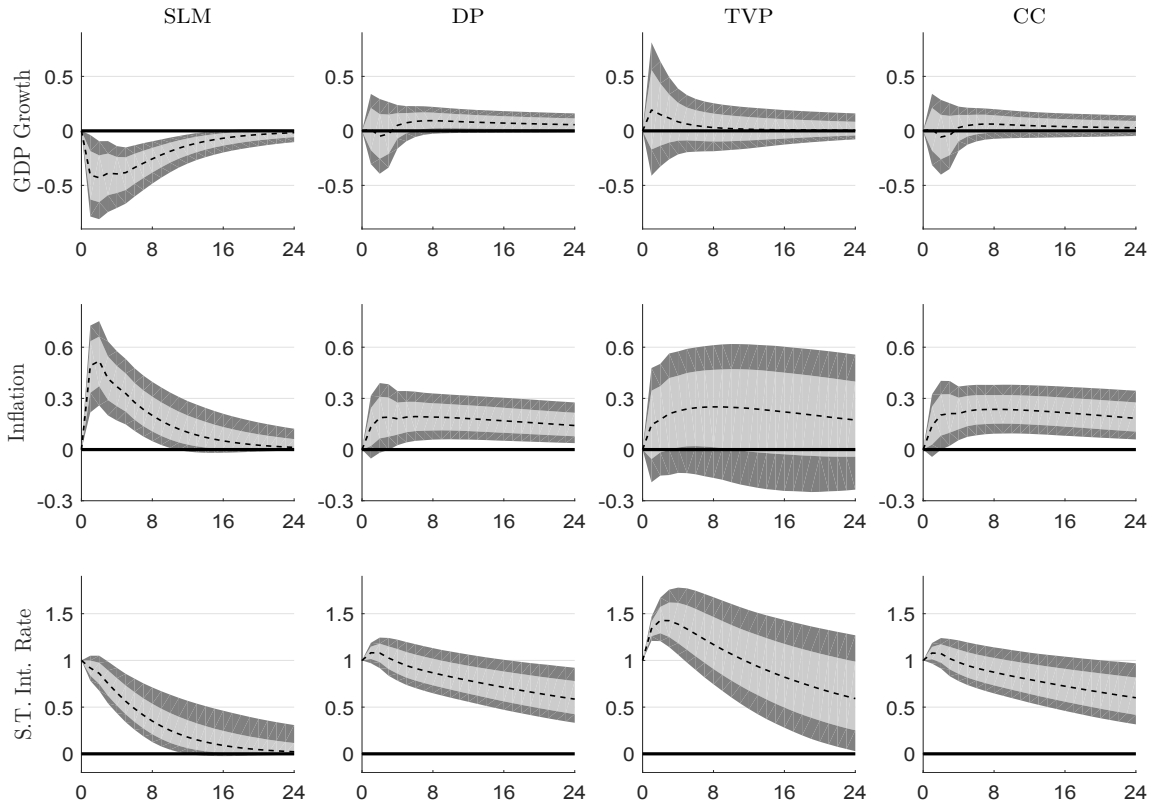 SLM DP TVP CC
GDP Growth
0.5 0.5 0.5 0.5
0 0 0 0
-0.5 -0.5 -0.5 -0.5
0 8 16 24 0 8 16 24 0 8 16 24 0 8 16 24
Inflation
0.6 0.6 0.6 0.6
0.3 0.3 0.3 0.3
0 0 0 0
-0.3 -0.3 -0.3 -0.3
0 8 16 24 0 8 16 24 0 8 16 24 0 8 16 24
S.T. Int. Rate
1.5 1.5 1.5 1.5
1 1 1 1
0.5 0.5 0.5 0.5
0 0 0 0
0 8 16 24 0 8 16 24 0 8 16 24 0 8 16 24